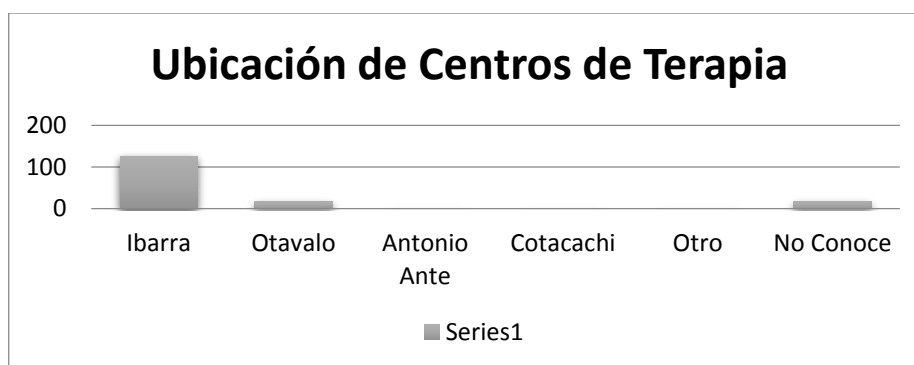 Ubicación de Centros de Terapia
200
100
0
Ibarra
Otavalo
Antonio
Ante
Cotacachi
Otro
No Conoce
Series1